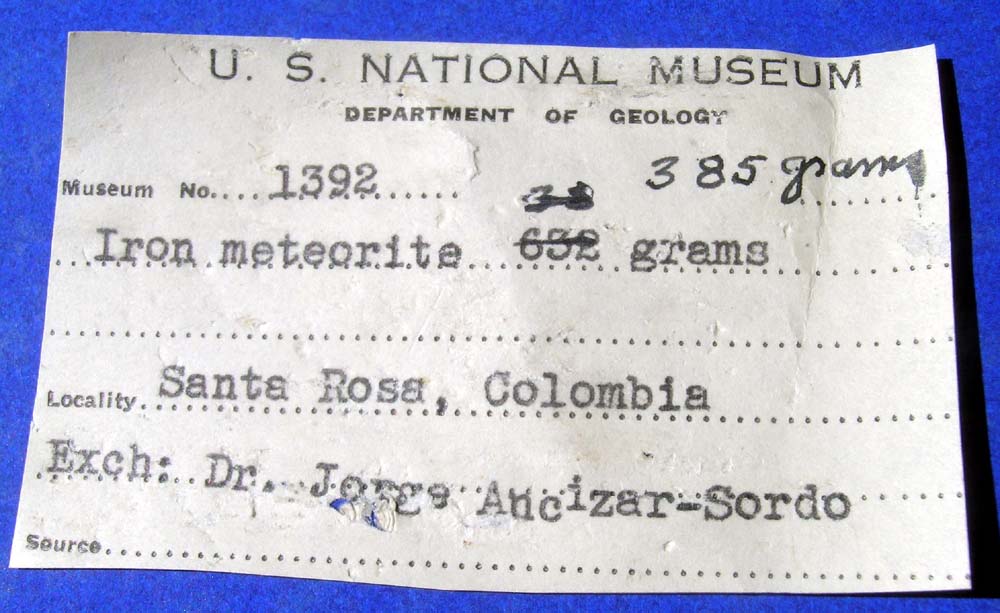 U. S. NATIONAL MUSEUM
DEPARTMENT OF GEOLOGY
Museum No.... 1392 ...... 385 grams
Iron meteorite 632 grams
Locality. Santa Rosa, Colombia
Exch: Dr. Jorge Ancizar-Sordo
Source